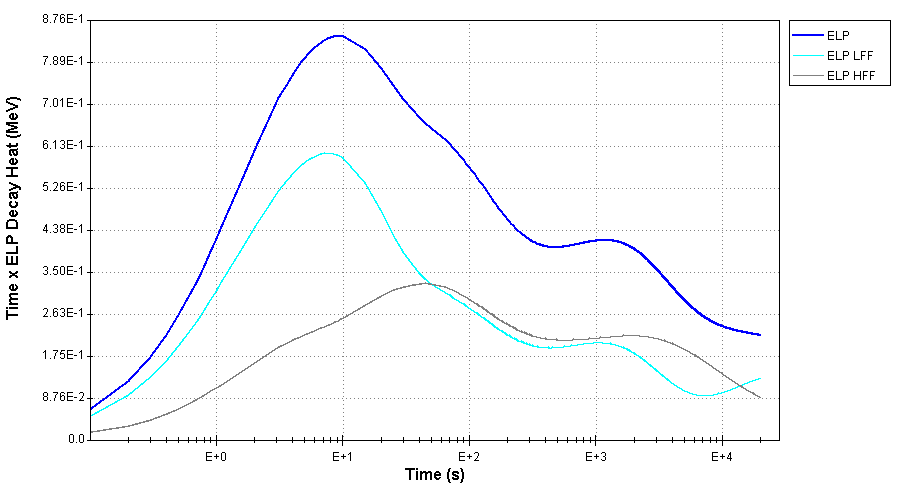 8.76E-1
7.89E-1
7.01E-1
6.13E-1
5.26E-1
4.38E-1
3.50E-1
2.63E-1
1.75E-1
8.76E-2
0.0
Time x ELP Decay Heat (MeV)
E+0 E+1 E+2 E+3 E+4
Time (s)
ELP
ELP LFF
ELP HFF